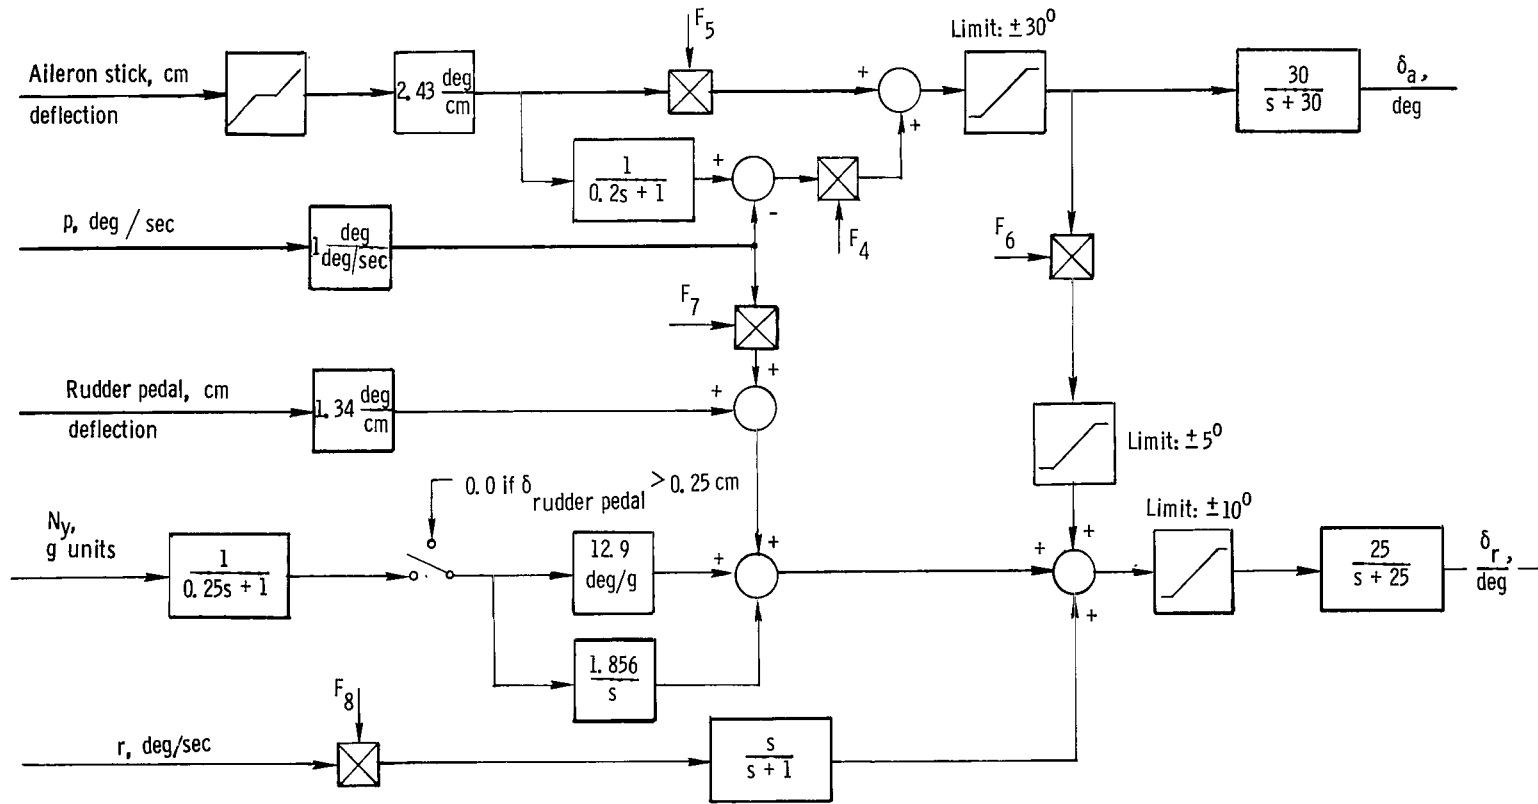 F5
Limit: ±30⁰
Aileron stick, cm
deflection
2.43 deg/cm
+
+
30
s + 30
δa,
deg
1
0.2s + 1
+
-
F4
p, deg / sec
1 deg
deg/sec
F6
F7
+
Rudder pedal, cm
deflection
1.34 deg/cm
+
Limit: ±5⁰
0.0 if δ rudder pedal > 0.25 cm
Limit: ±10⁰
Ny,
g units
1
0.25s + 1
12.9
deg/g
+
+
+
+
25
s + 25
δr,
deg
+
1.856
s
F8
r, deg/sec
s
s + 1